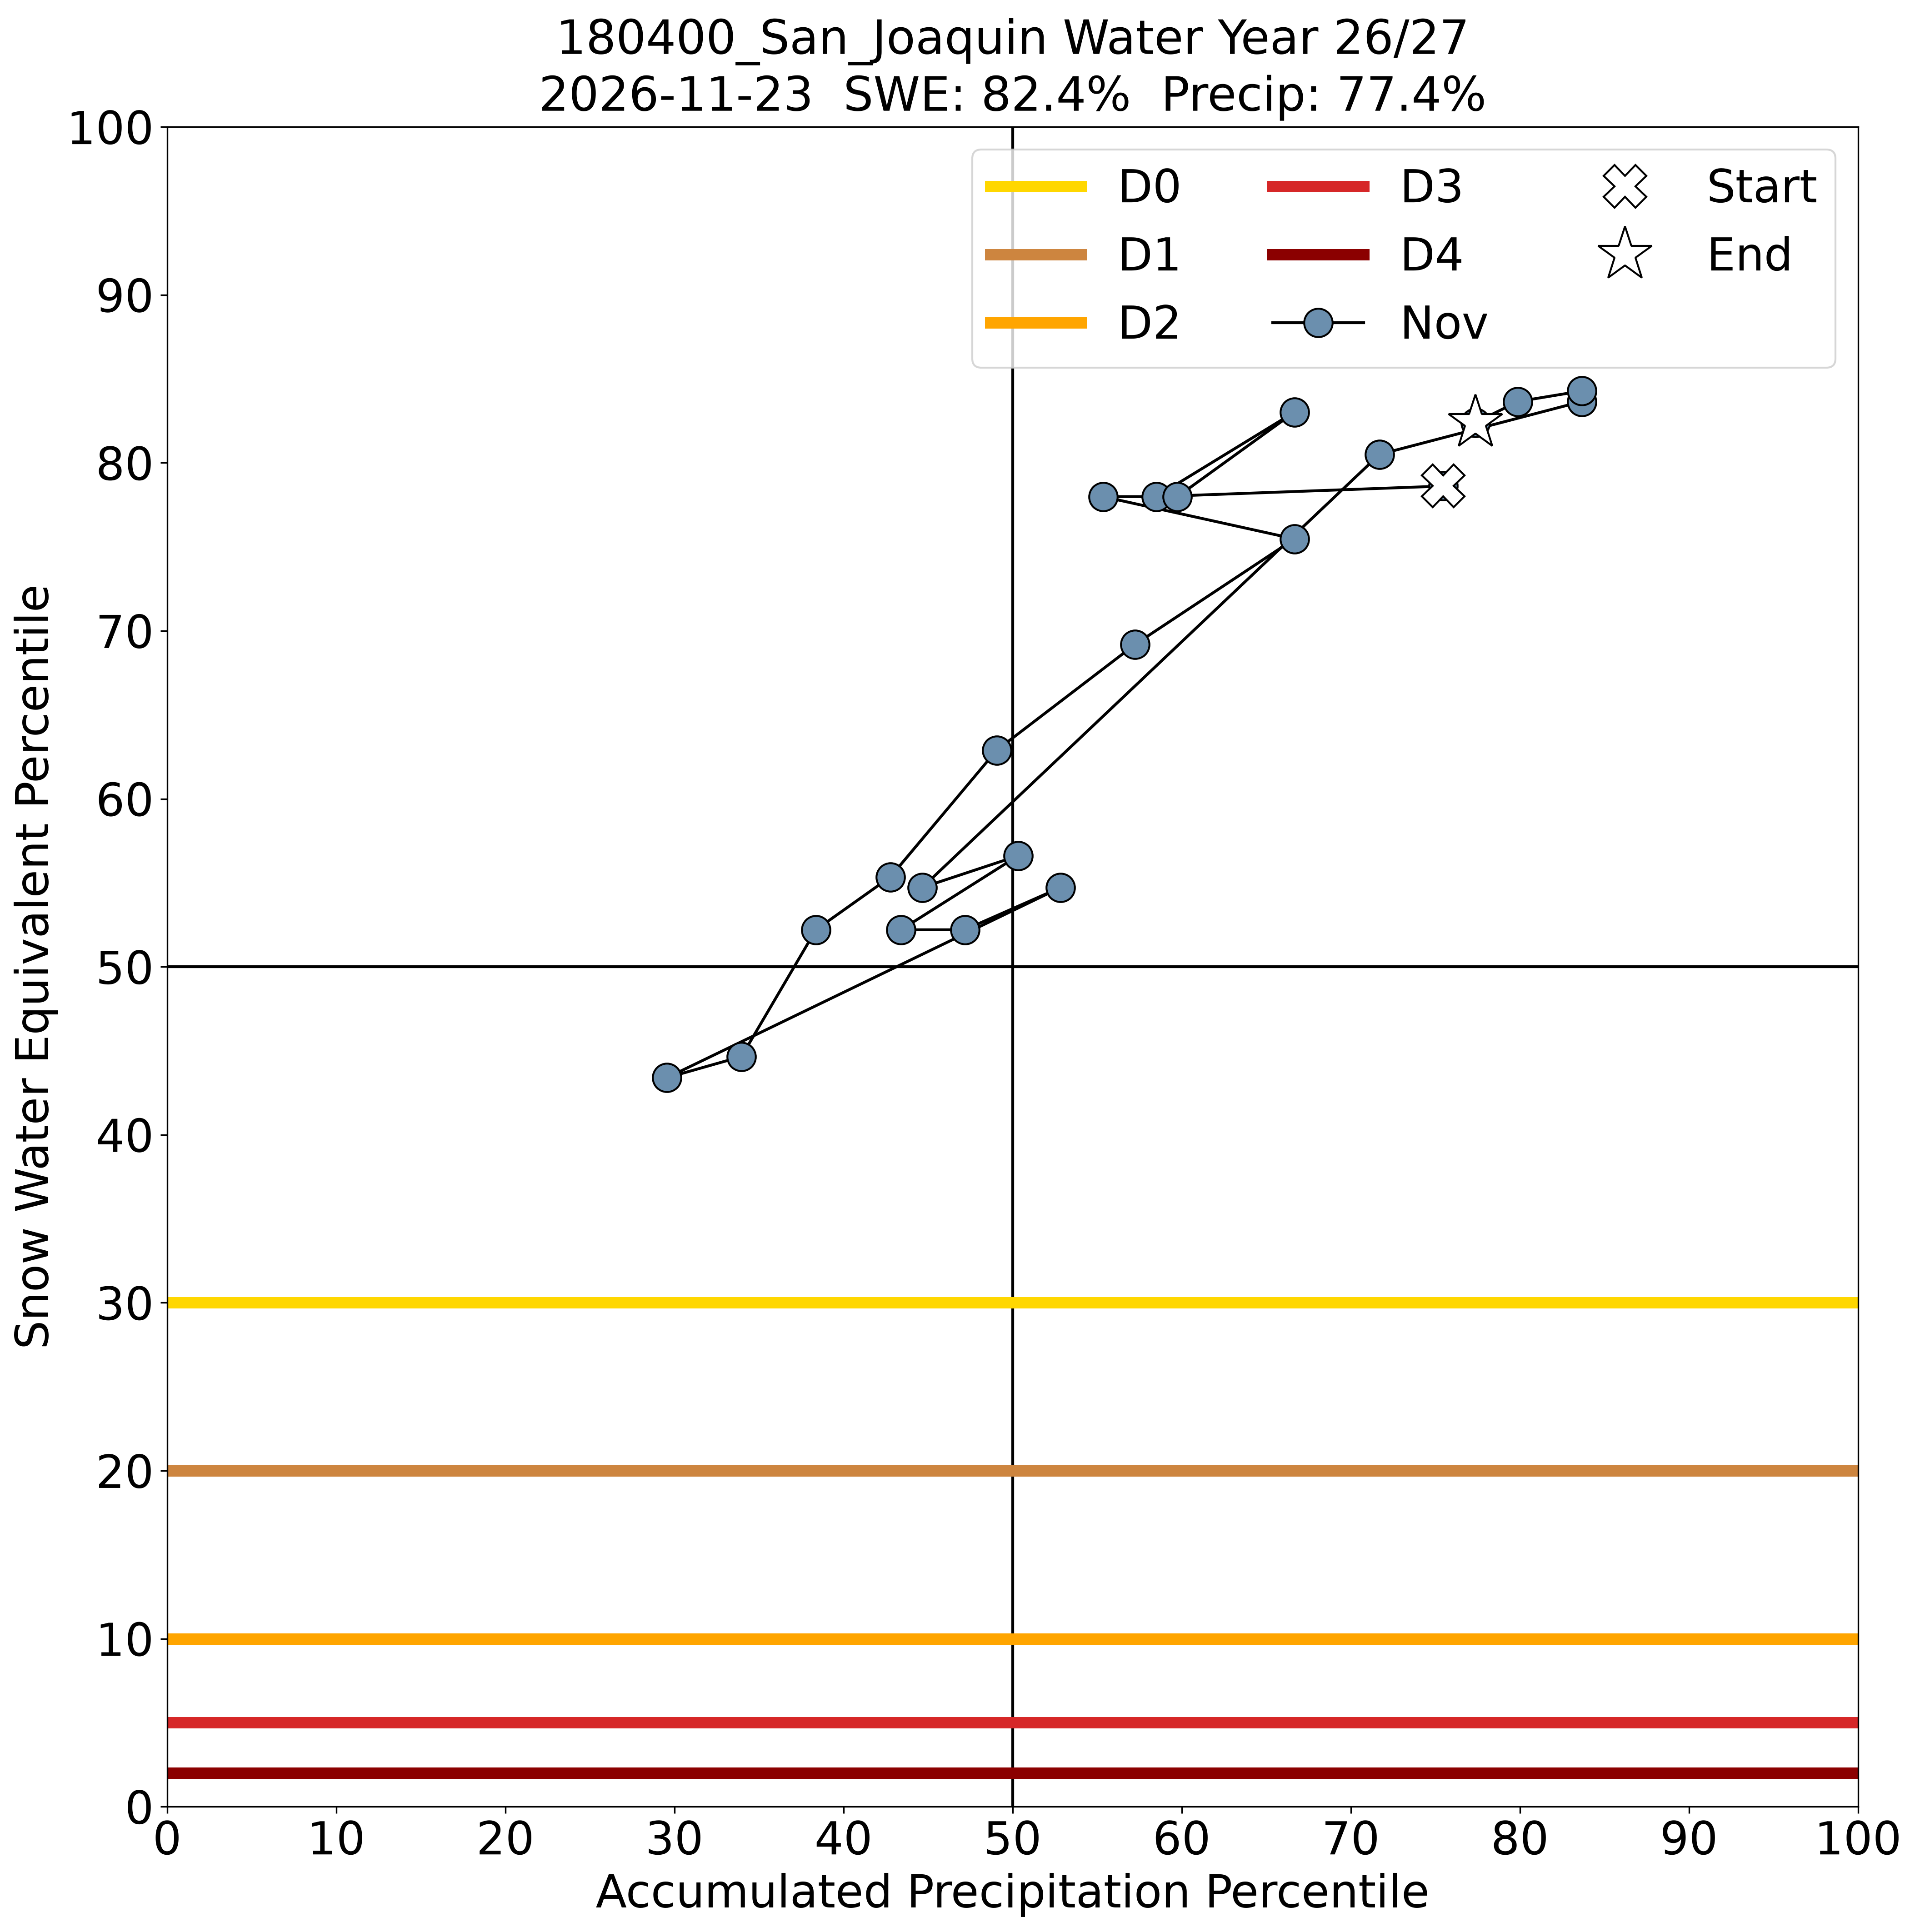 180400_San_Joaquin Water Year 26/27
2026-11-23  SWE: 82.4%  Precip: 77.4%
D0
D1
D2
D3
D4
Nov
Start
End
Snow Water Equivalent Percentile
100
90
80
70
60
50
40
30
20
10
0
0 10 20 30 40 50 60 70 80 90 100
Accumulated Precipitation Percentile